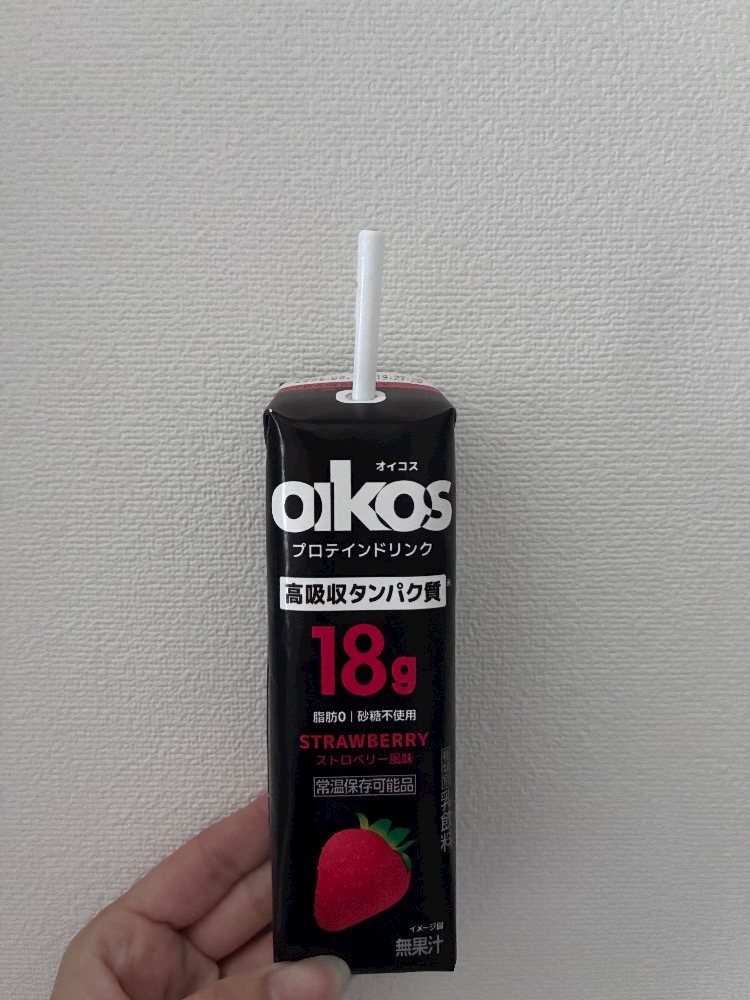 オイコス
oikos
プロテインドリンク
高吸収タンパク質*
18g
脂肪0 | 砂糖不使用
STRAWBERRY
ストロベリー風味
常温保存可能品
乳飲料
イメージ図
無果汁